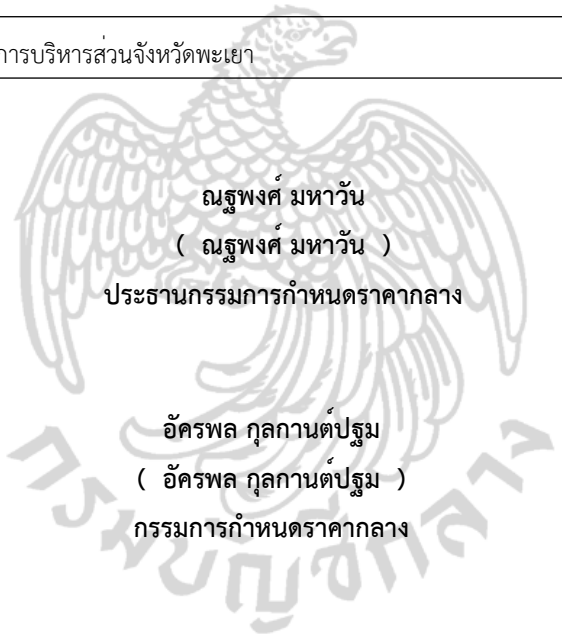 การบริหารส่วนจังหวัดพะเยา
ณฐพงศ์ มหาวัน
( ณฐพงศ์ มหาวัน )
ประธานกรรมการกำหนดราคากลาง
อัครพล กุลกานต์ปฐม
( อัครพล กุลกานต์ปฐม )
กรรมการกำหนดราคากลาง
กรมบัญชีกลาง